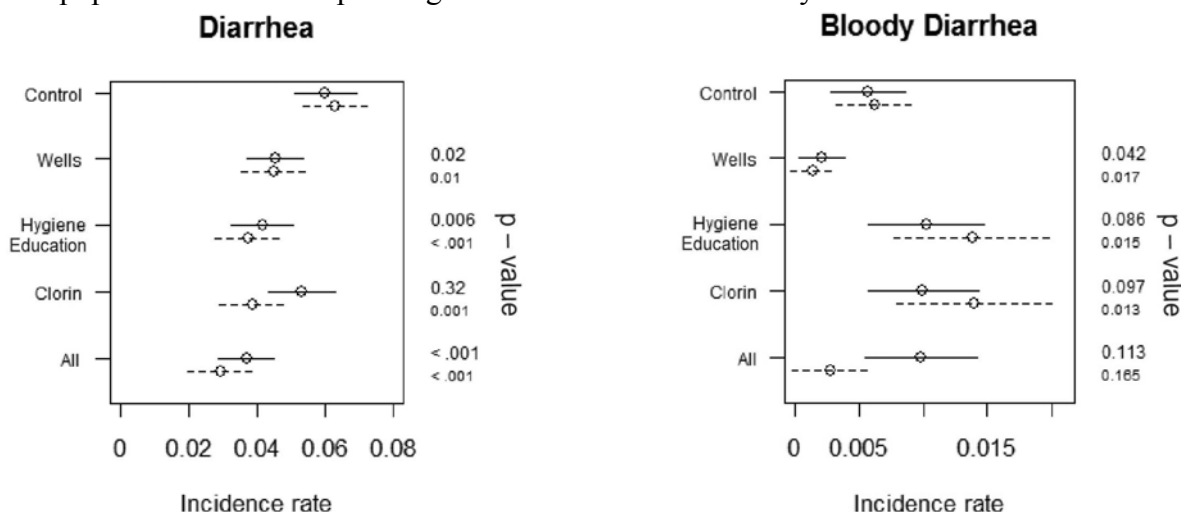 Diarrhea
Control
Wells
0.02
0.01
Hygiene
Education
0.006
< .001
Clorin
0.32
0.001
All
< .001
< .001
p – value
0 0.02 0.04 0.06 0.08
Incidence rate
Bloody Diarrhea
Control
Wells
0.042
0.017
Hygiene
Education
0.086
0.015
Clorin
0.097
0.013
All
0.113
0.165
p – value
0 0.005 0.015
Incidence rate